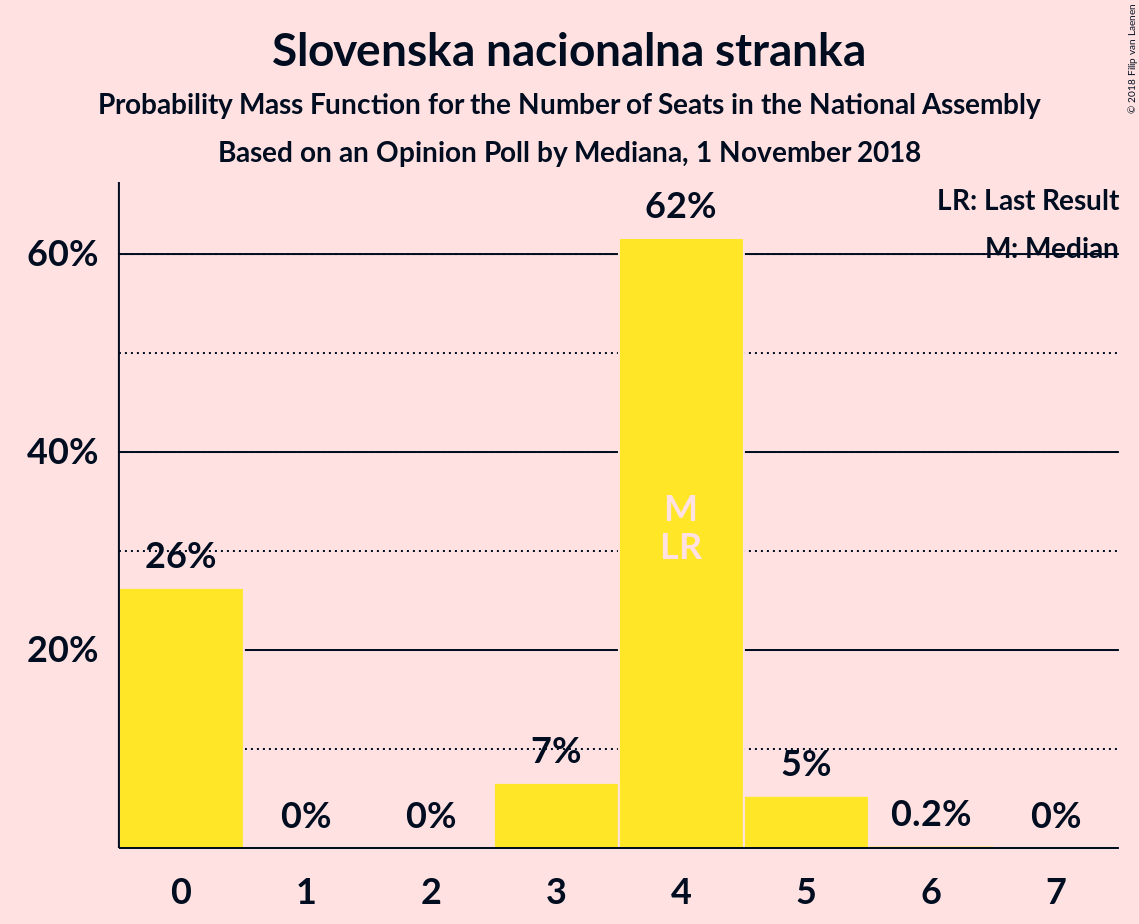 Slovenska nacionalna stranka
Probability Mass Function for the Number of Seats in the National Assembly
Based on an Opinion Poll by Mediana, 1 November 2018
© 2018 Filip van Laenen
LR: Last Result
M: Median
60%
40%
20%
26%
0%
0%
7%
62%
M
LR
5%
0.2%
0%
0 1 2 3 4 5 6 7